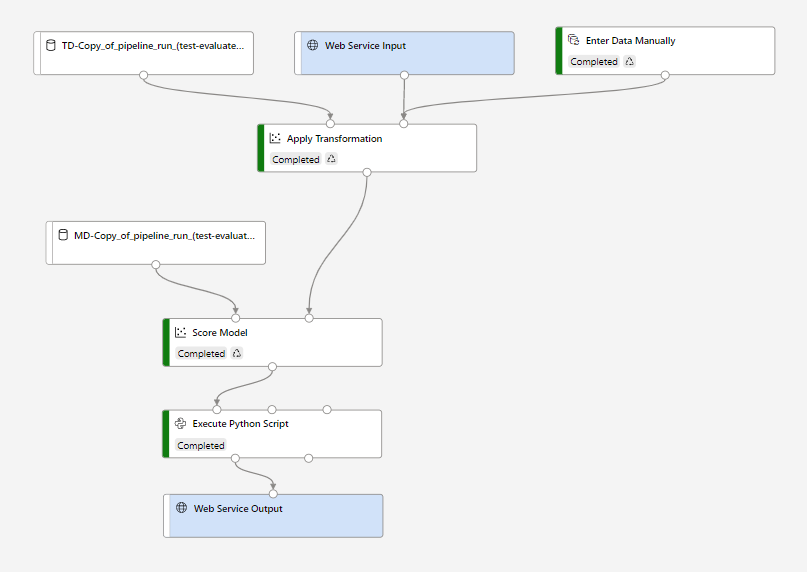 TD-Copy_of_pipeline_run_(test-evaluate...
Web Service Input
Enter Data Manually
Completed
Apply Transformation
Completed
MD-Copy_of_pipeline_run_(test-evaluat...
Score Model
Completed
Execute Python Script
Completed
Web Service Output